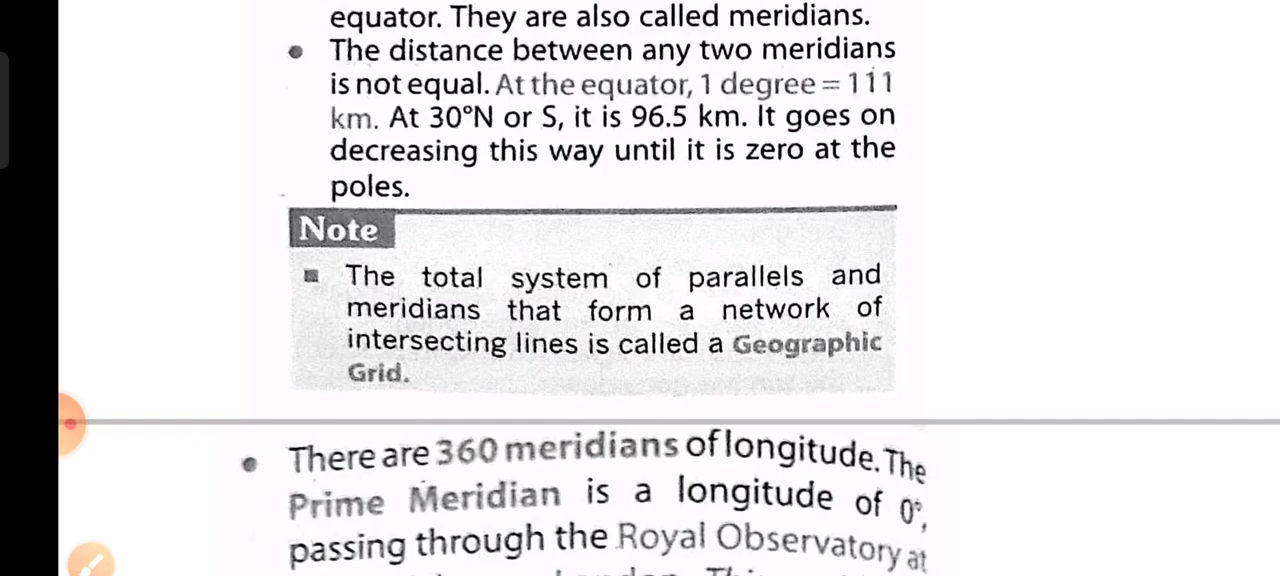 equator. They are also called meridians.
• The distance between any two meridians
is not equal. At the equator, 1 degree = 111
km. At 30°N or S, it is 96.5 km. It goes on
decreasing this way until it is zero at the
poles.
Note
▪ The total system of parallels and
meridians that form a network of
intersecting lines is called a Geographic
Grid.
• There are 360 meridians of longitude. The
Prime Meridian is a longitude of 0°,
passing through the Royal Observatory at
London. This